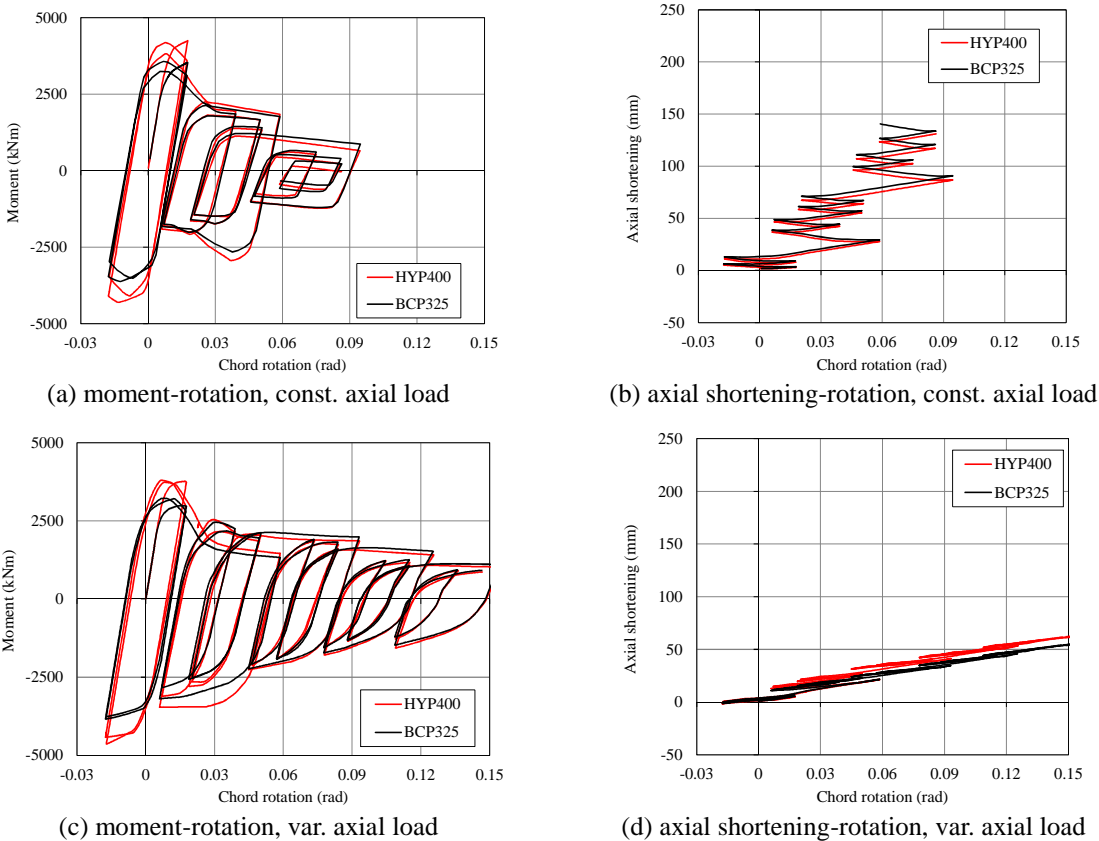 5000
2500
0
-2500
-5000
Moment (kNm)
HYP400
BCP325
-0.03 0 0.03 0.06 0.09 0.12 0.15
Chord rotation (rad)
(a) moment-rotation, const. axial load
250
200
150
100
50
0
-50
Axial shortening (mm)
HYP400
BCP325
-0.03 0 0.03 0.06 0.09 0.12 0.15
Chord rotation (rad)
(b) axial shortening-rotation, const. axial load
5000
2500
0
-2500
-5000
Moment (kNm)
HYP400
BCP325
-0.03 0 0.03 0.06 0.09 0.12 0.15
Chord rotation (rad)
(c) moment-rotation, var. axial load
250
200
150
100
50
0
-50
Axial shortening (mm)
HYP400
BCP325
-0.03 0 0.03 0.06 0.09 0.12 0.15
Chord rotation (rad)
(d) axial shortening-rotation, var. axial load